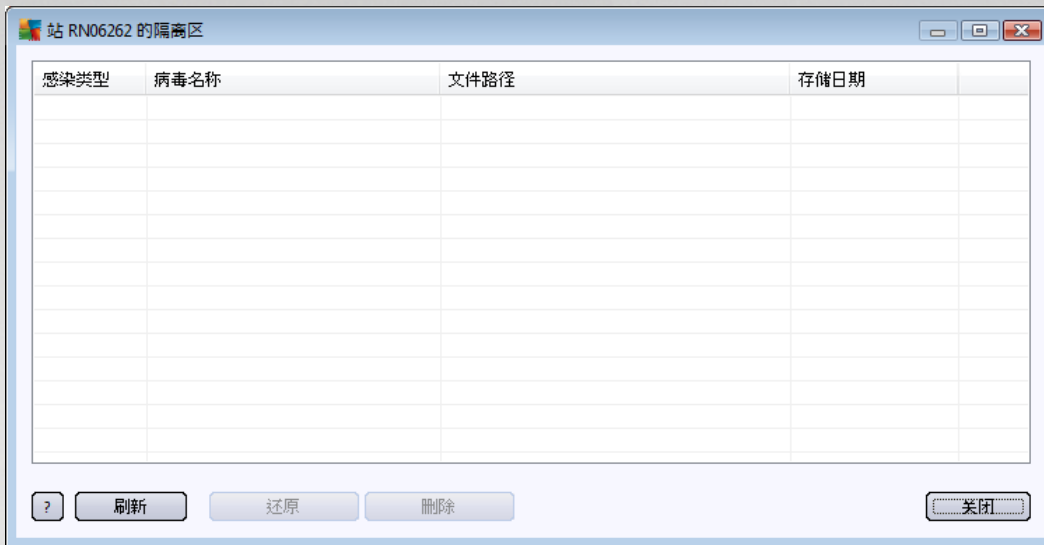 站 RN06262 的隔离区
感染类型 病毒名称 文件路径 存储日期
? 刷新 还原 删除 关闭